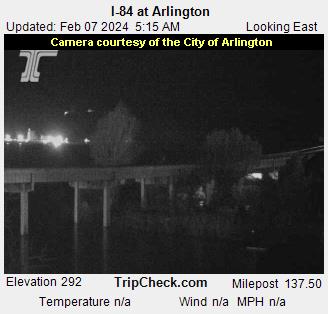 I-84 at Arlington
Updated: Feb 07 2024 5:15 AM Looking East
Camera courtesy of the City of Arlington
Elevation 292 TripCheck.com Milepost 137.50
Temperature n/a Wind n/a MPH n/a